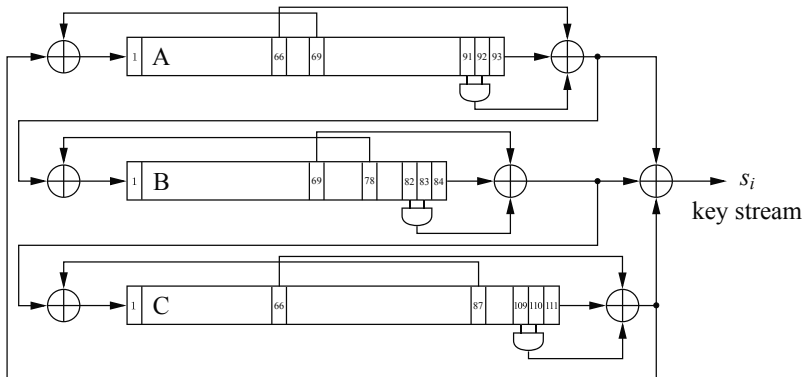 1 A 66 69 91 92 93
1 B 69 78 82 83 84
s_i
key stream
1 C 66 87 109 110 111